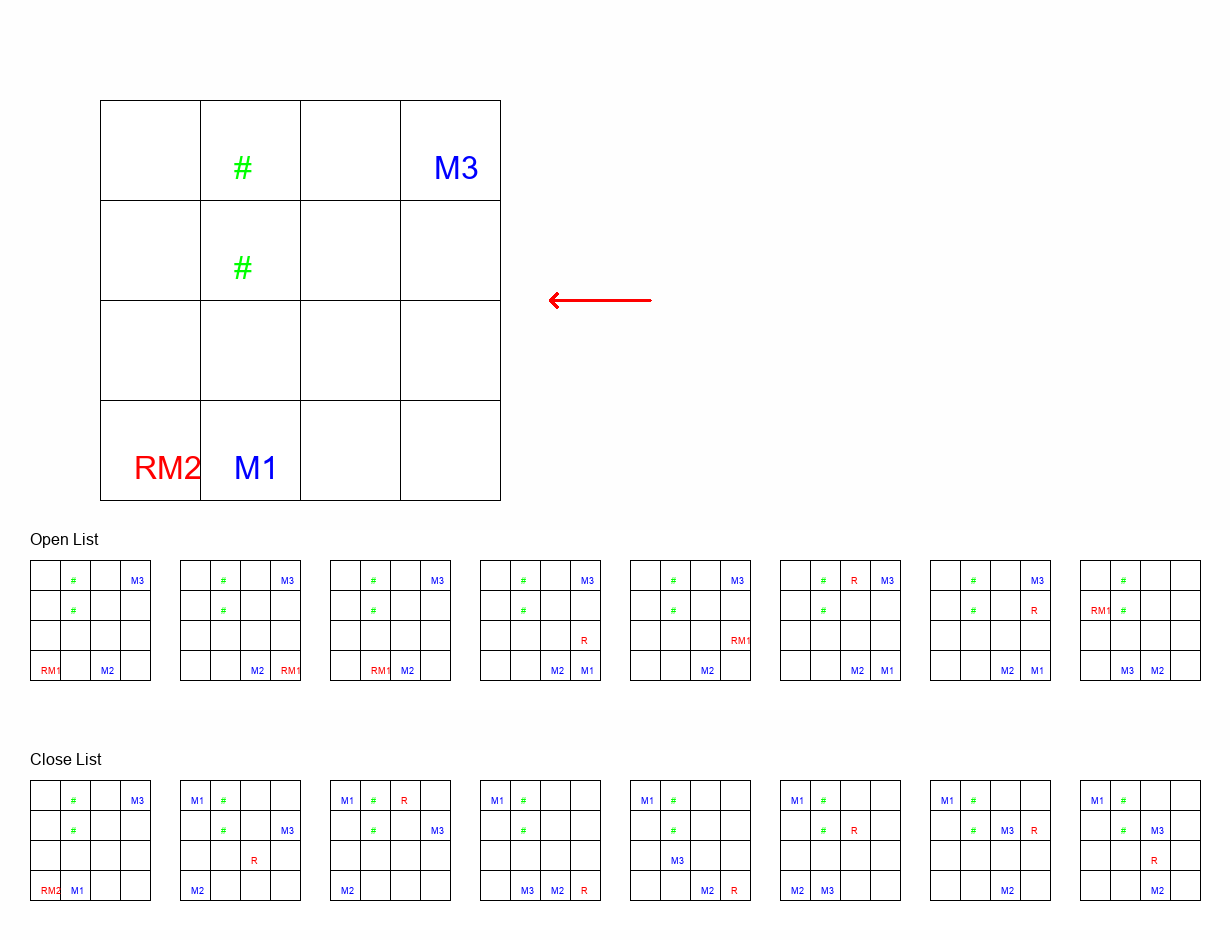 # M3
#
RM2 M1
Open List
# M3 # M3 # M3 # M3 # M3 # R M3 # M3 #
# # # # # # # R RM1 #
R RM1
RM1 M2 M2 RM1 RM1 M2 M2 M1 M2 M2 M1 M2 M1 M3 M2
Close List
# M3 M1 # M1 # R M1 # M1 # M1 # M1 # M1 #
# # M3 # M3 # # # R # M3 R # M3
R M3 R
RM2 M1 M2 M2 M3 M2 R M2 R M2 M3 M2 M2